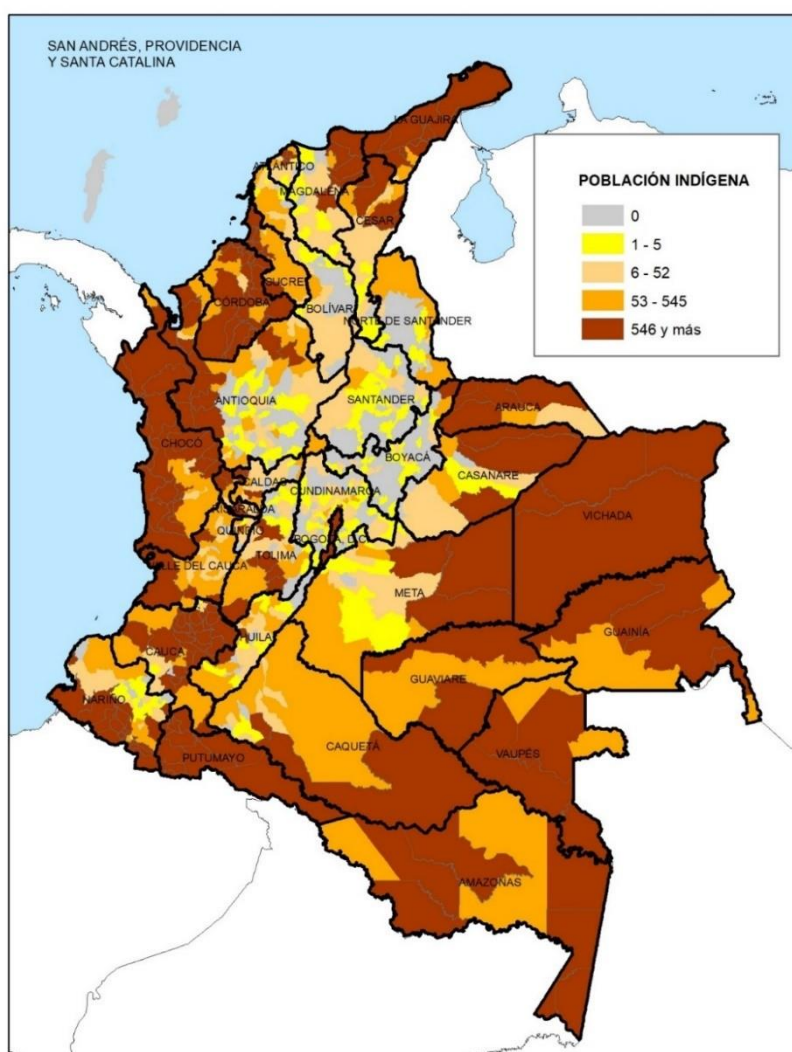 SAN ANDRÉS, PROVIDENCIA
Y SANTA CATALINA
LA GUAJIRA
ATLÁNTICO
MAGDALENA
CESAR
SUCRE
CÓRDOBA
BOLÍVAR
NORTE DE SANTANDER
ANTIOQUIA
SANTANDER
ARAUCA
CHOCÓ
BOYACÁ
CASANARE
CALDAS
CUNDINAMARCA
RISARALDA
VICHADA
QUINDÍO
BOGOTÁ, D.C.
TOLIMA
VALLE DEL CAUCA
META
GUAINÍA
HUILA
CAUCA
GUAVIARE
NARIÑO
CAQUETÁ
VAUPÉS
PUTUMAYO
AMAZONAS
POBLACIÓN INDÍGENA
0
1 - 5
6 - 52
53 - 545
546 y más